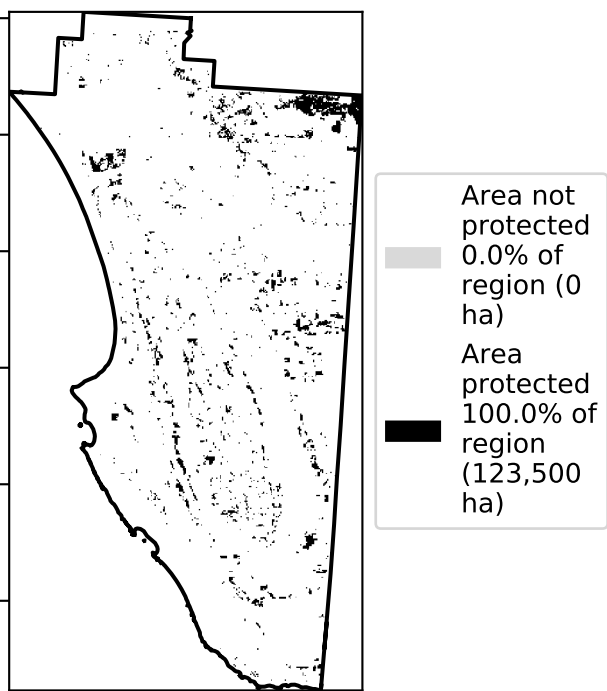 Area not
protected
0.0% of
region (0
ha)
Area
protected
100.0% of
region
(123,500
ha)